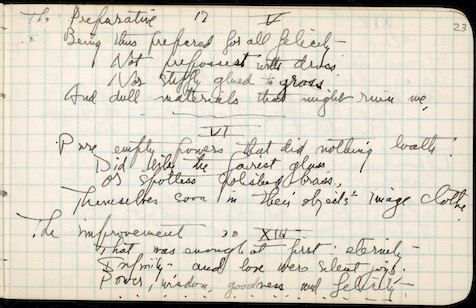 The Preparative 12 V
23
Being thus prepared for all felicity
Not prepossest with dross
Nor stiffly glued to gross
And dull materials that might ruin me,
VI
Pure empty powers that did nothing loath
Did like the fairest glass
Or spotless polished brass,
Themselves soon in their objects' image clothe
The improvement 20 XIII
That was enough at first eternity
Infinity and love were silent joys.
Power, wisdom, goodness and felicity